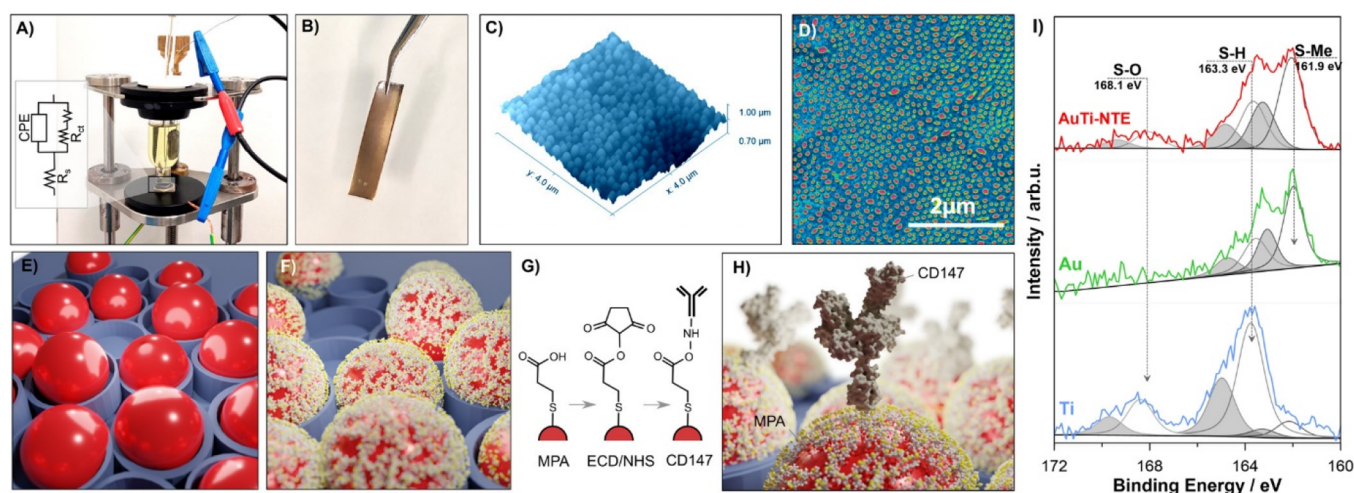 A)
CPE
Rct
Rs
B)
C)
1.00 µm
0.70 µm
y: 4.0 µm
x: 4.0 µm
D)
2µm
E)
F)
G)
O
OH
S
MPA
O
O
O
O
S
ECD/NHS
NH
O
O
S
CD147
H)
CD147
MPA
I)
S-O
168.1 eV
S-H
163.3 eV
S-Me
161.9 eV
AuTi-NTE
Au
Ti
Intensity / arb.u.
172
168
164
160
Binding Energy / eV